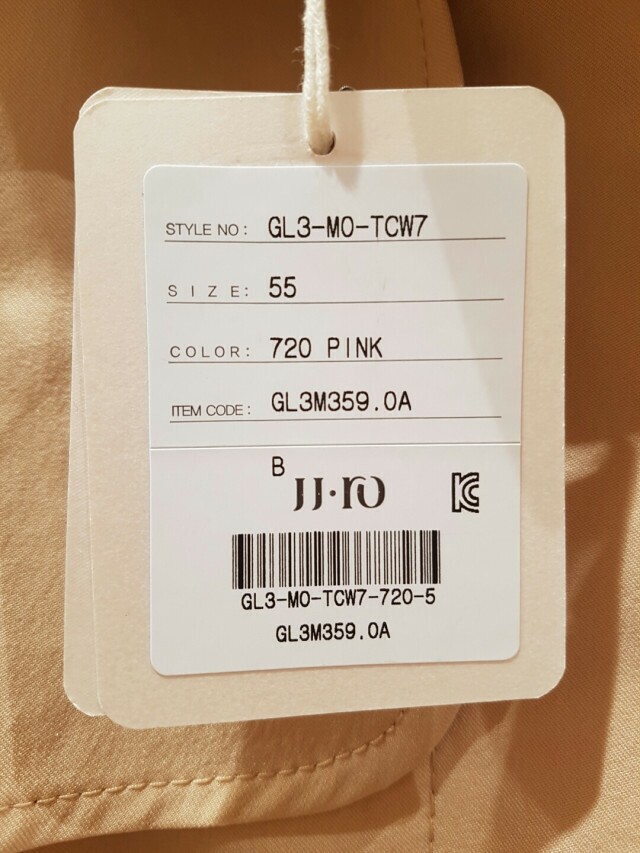 STYLE NO: GL3-MO-TCW7
SIZE: 55
COLOR: 720 PINK
ITEM CODE: GL3M359.0A
B
JJ·RO
KC
GL3-MO-TCW7-720-5
GL3M359.0A